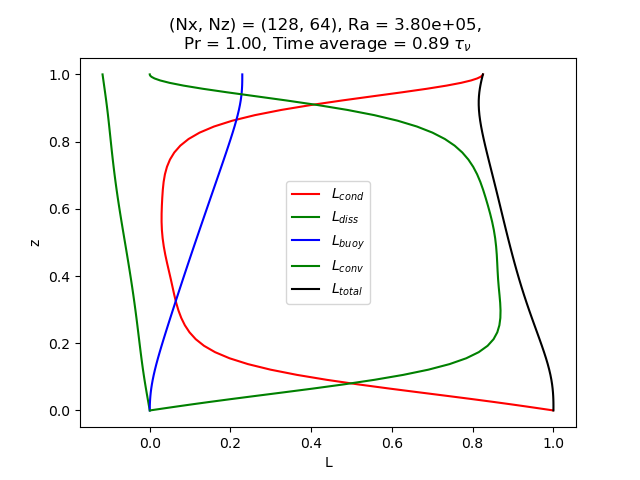 (Nx, Nz) = (128, 64), Ra = 3.80e+05,
Pr = 1.00, Time average = 0.89 τ_ν
1.0
0.8
0.6
0.4
0.2
0.0
z
L_cond
L_diss
L_buoy
L_conv
L_total
0.0 0.2 0.4 0.6 0.8 1.0
L